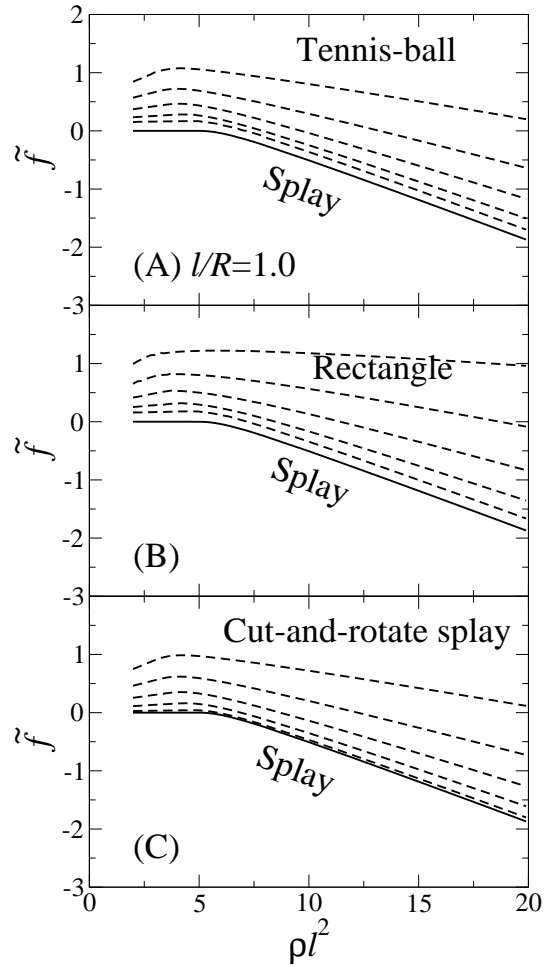 2
Tennis-ball
1
0
f̃
-1
Splay
-2
(A) l/R=1.0
-3
1
Rectangle
0
f̃
-1
Splay
-2
(B)
-3
Cut-and-rotate splay
1
0
f̃
-1
Splay
-2
(C)
-3
0 5 10 15 20
ρl²